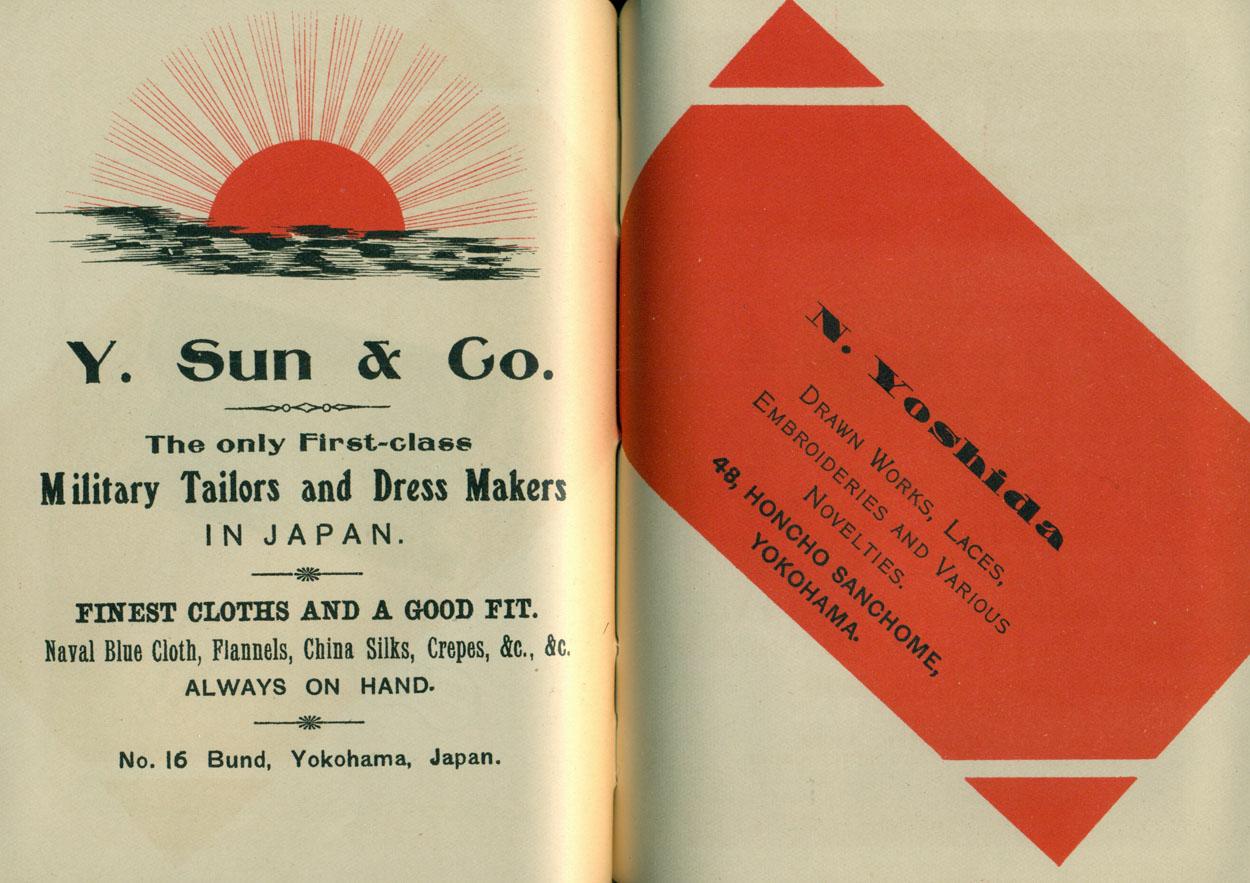 Y. Sun & Co.
The only First-class
Military Tailors and Dress Makers
IN JAPAN.
FINEST CLOTHS AND A GOOD FIT.
Naval Blue Cloth, Flannels, China Silks, Crepes, &c., &c.
ALWAYS ON HAND.
No. 16 Bund, Yokohama, Japan.
N. Yoshida
DRAWN WORKS, LACES,
EMBROIDERIES AND VARIOUS
NOVELTIES.
48, HONCHO SANCHOME,
YOKOHAMA.